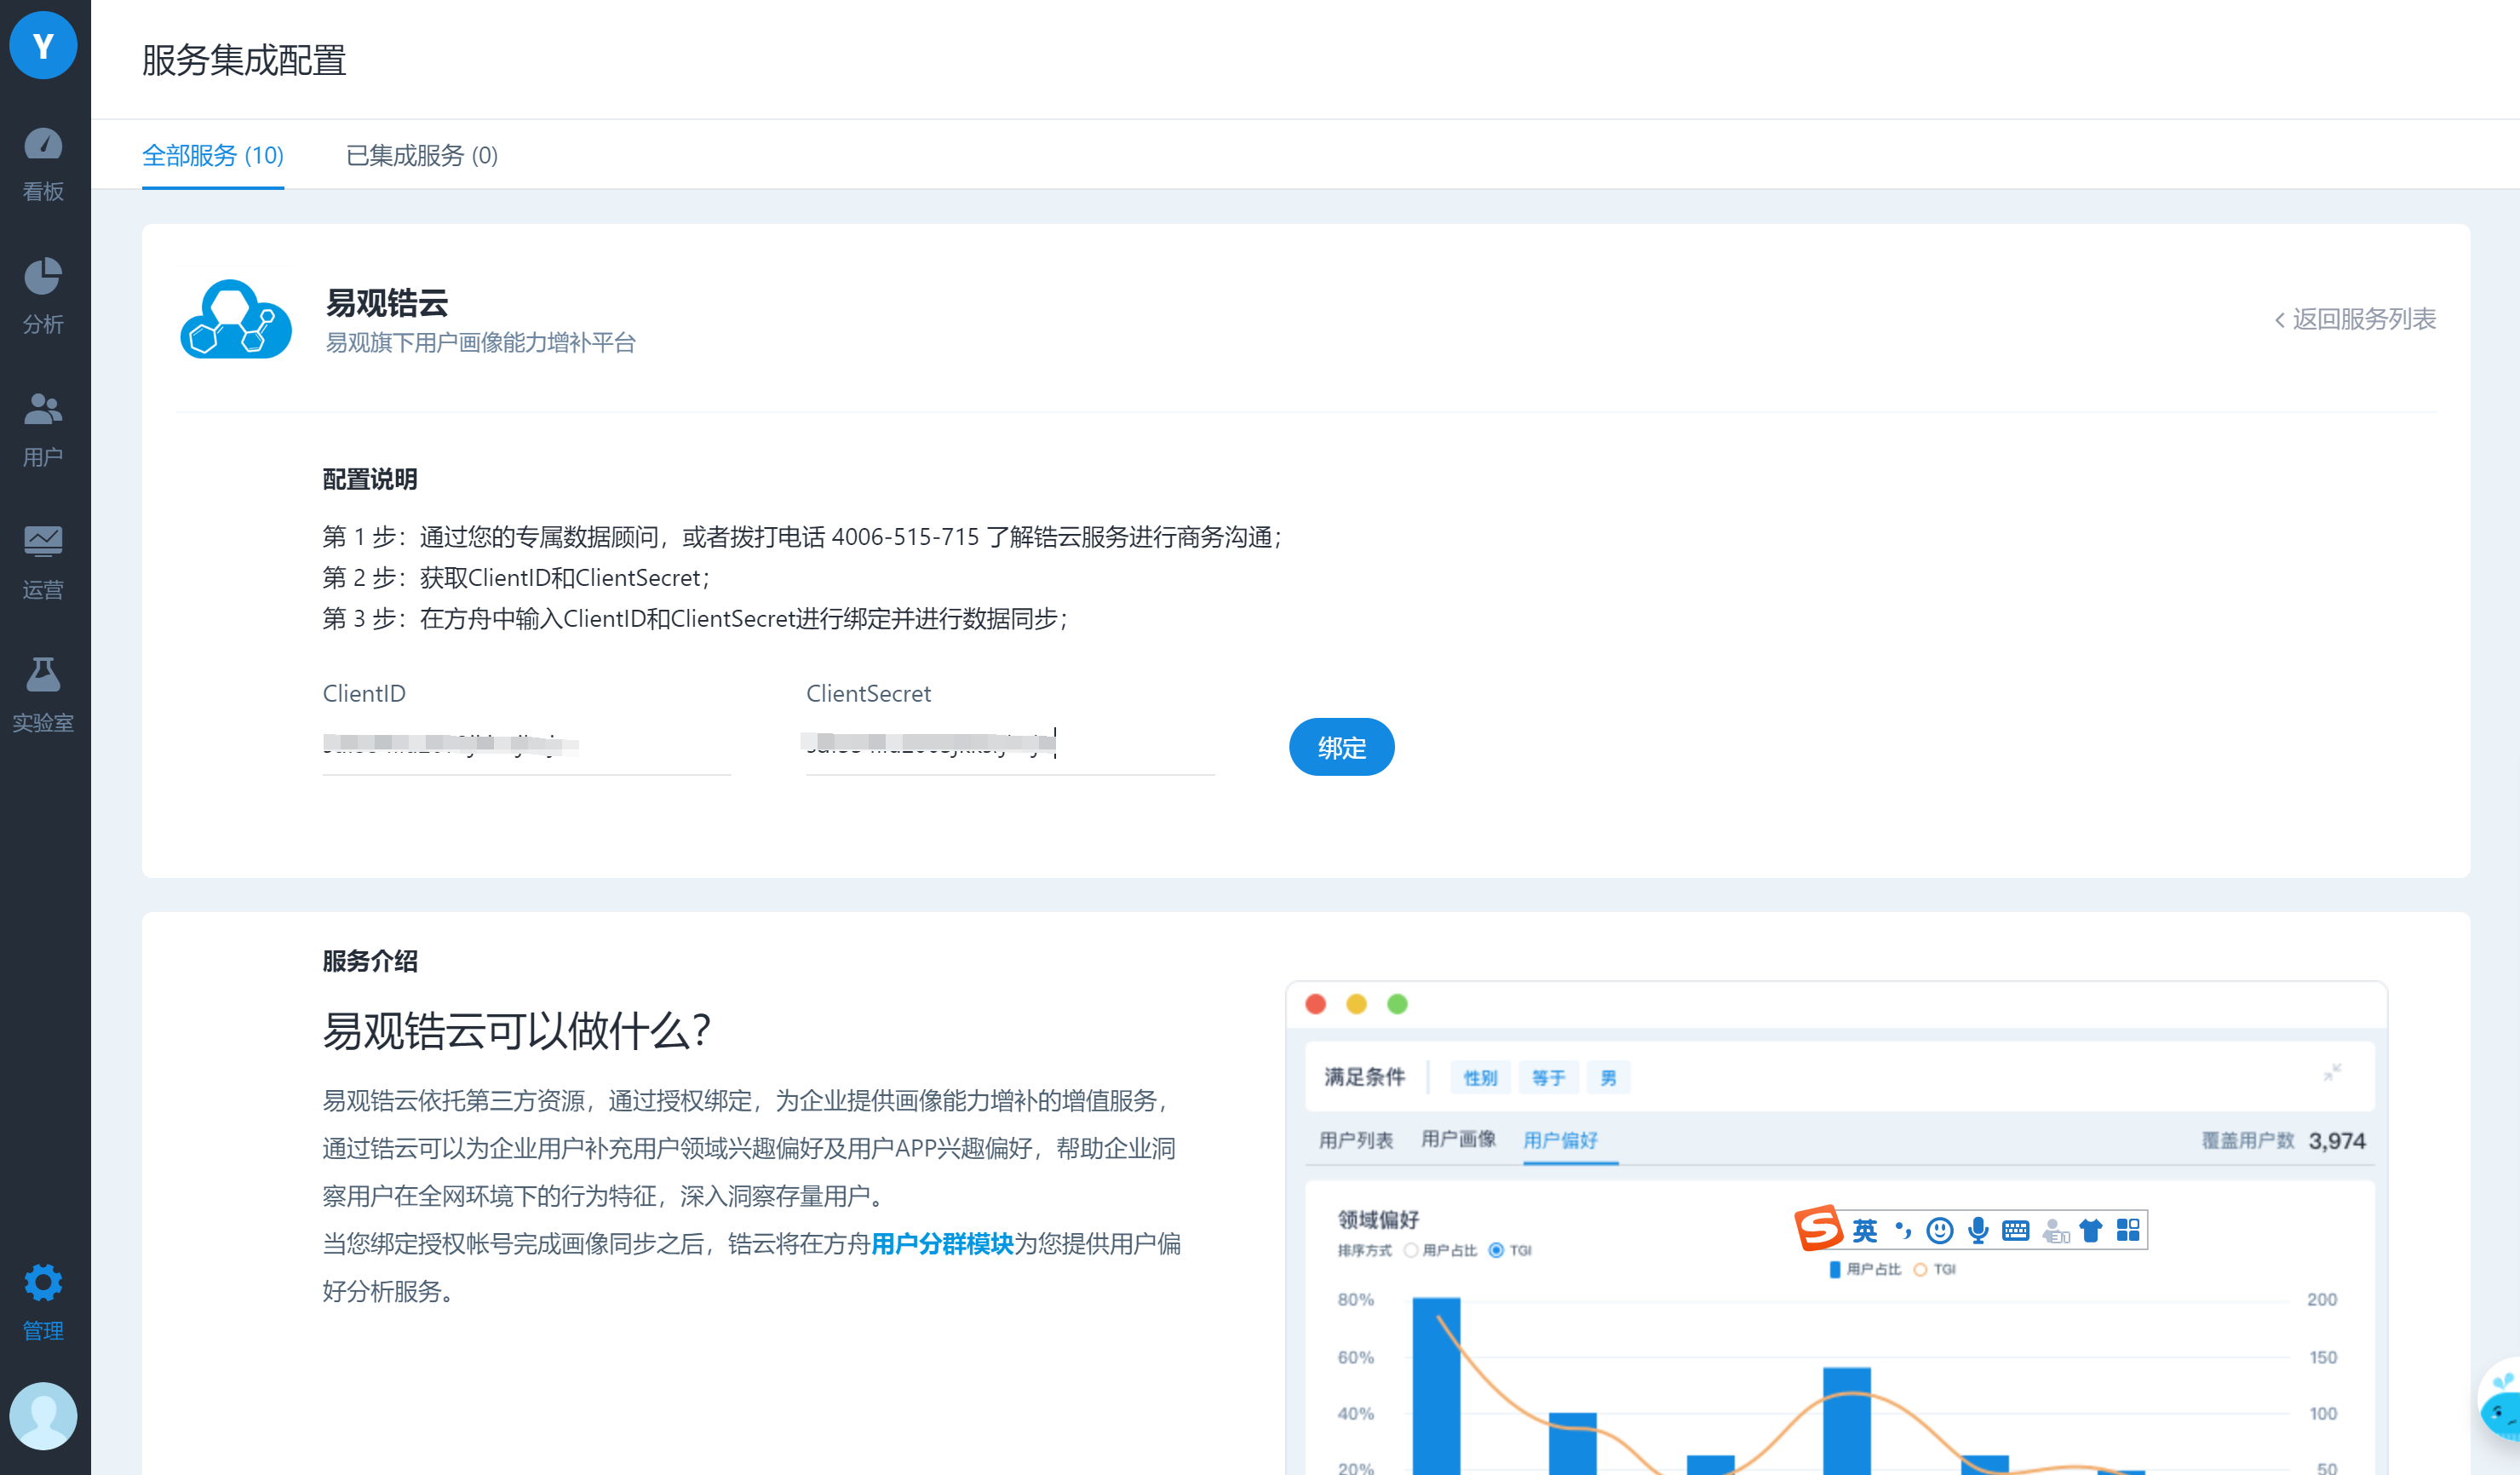 Y
服务集成配置
看板
分析
用户
运营
实验室
管理
全部服务 (10)
已集成服务 (0)
易观锆云
易观旗下用户画像能力增补平台
返回服务列表
配置说明
第 1 步：通过您的专属数据顾问，或者拨打电话 4006-515-715 了解锆云服务进行商务沟通；
第 2 步：获取ClientID和ClientSecret；
第 3 步：在方舟中输入ClientID和ClientSecret进行绑定并进行数据同步；
ClientID
ClientSecret
绑定
服务介绍
易观锆云可以做什么？
易观锆云依托第三方资源，通过授权绑定，为企业提供画像能力增补的增值服务，
通过锆云可以为企业用户补充用户领域兴趣偏好及用户APP兴趣偏好，帮助企业洞
察用户在全网环境下的行为特征，深入洞察存量用户。
当您绑定授权帐号完成画像同步之后，锆云将在方舟用户分群模块为您提供用户偏
好分析服务。
满足条件 性别 等于 男
用户列表 用户画像 用户偏好 覆盖用户数 3,974
领域偏好
排序方式 用户占比 TGI
S 英
用户占比 TGI
80% 200
60% 150
40% 100
20% 50